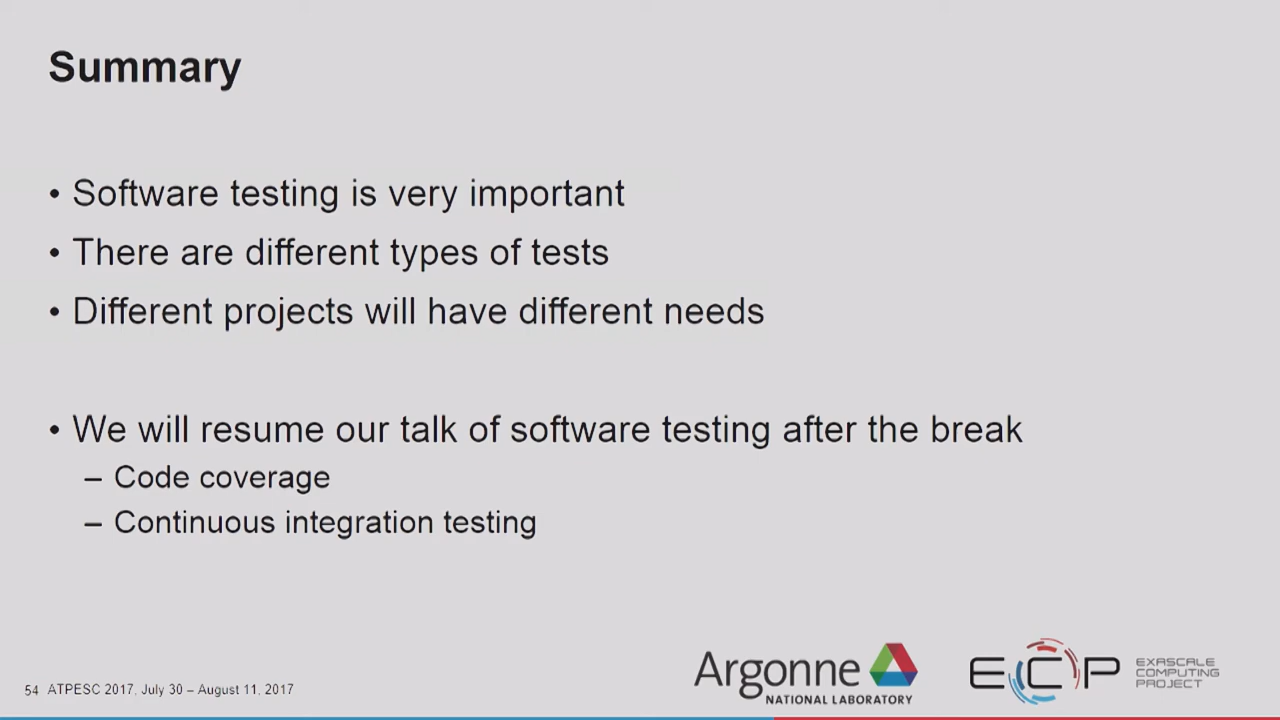 Summary
• Software testing is very important
• There are different types of tests
• Different projects will have different needs
• We will resume our talk of software testing after the break
– Code coverage
– Continuous integration testing
54 ATPESC 2017, July 30 – August 11, 2017
Argonne
NATIONAL LABORATORY
ECP
EXASCALE
COMPUTING
PROJECT